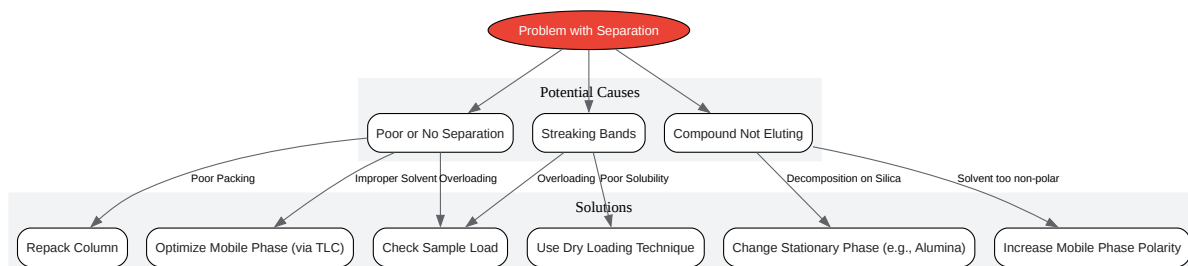 Problem with Separation
Potential Causes
Poor or No Separation
Streaking Bands
Compound Not Eluting
Poor Packing
Improper Solvent
Overloading
Overloading
Poor Solubility
Decomposition on Silica
Solvent too non-polar
Solutions
Repack Column
Optimize Mobile Phase (via TLC)
Check Sample Load
Use Dry Loading Technique
Change Stationary Phase (e.g., Alumina)
Increase Mobile Phase Polarity